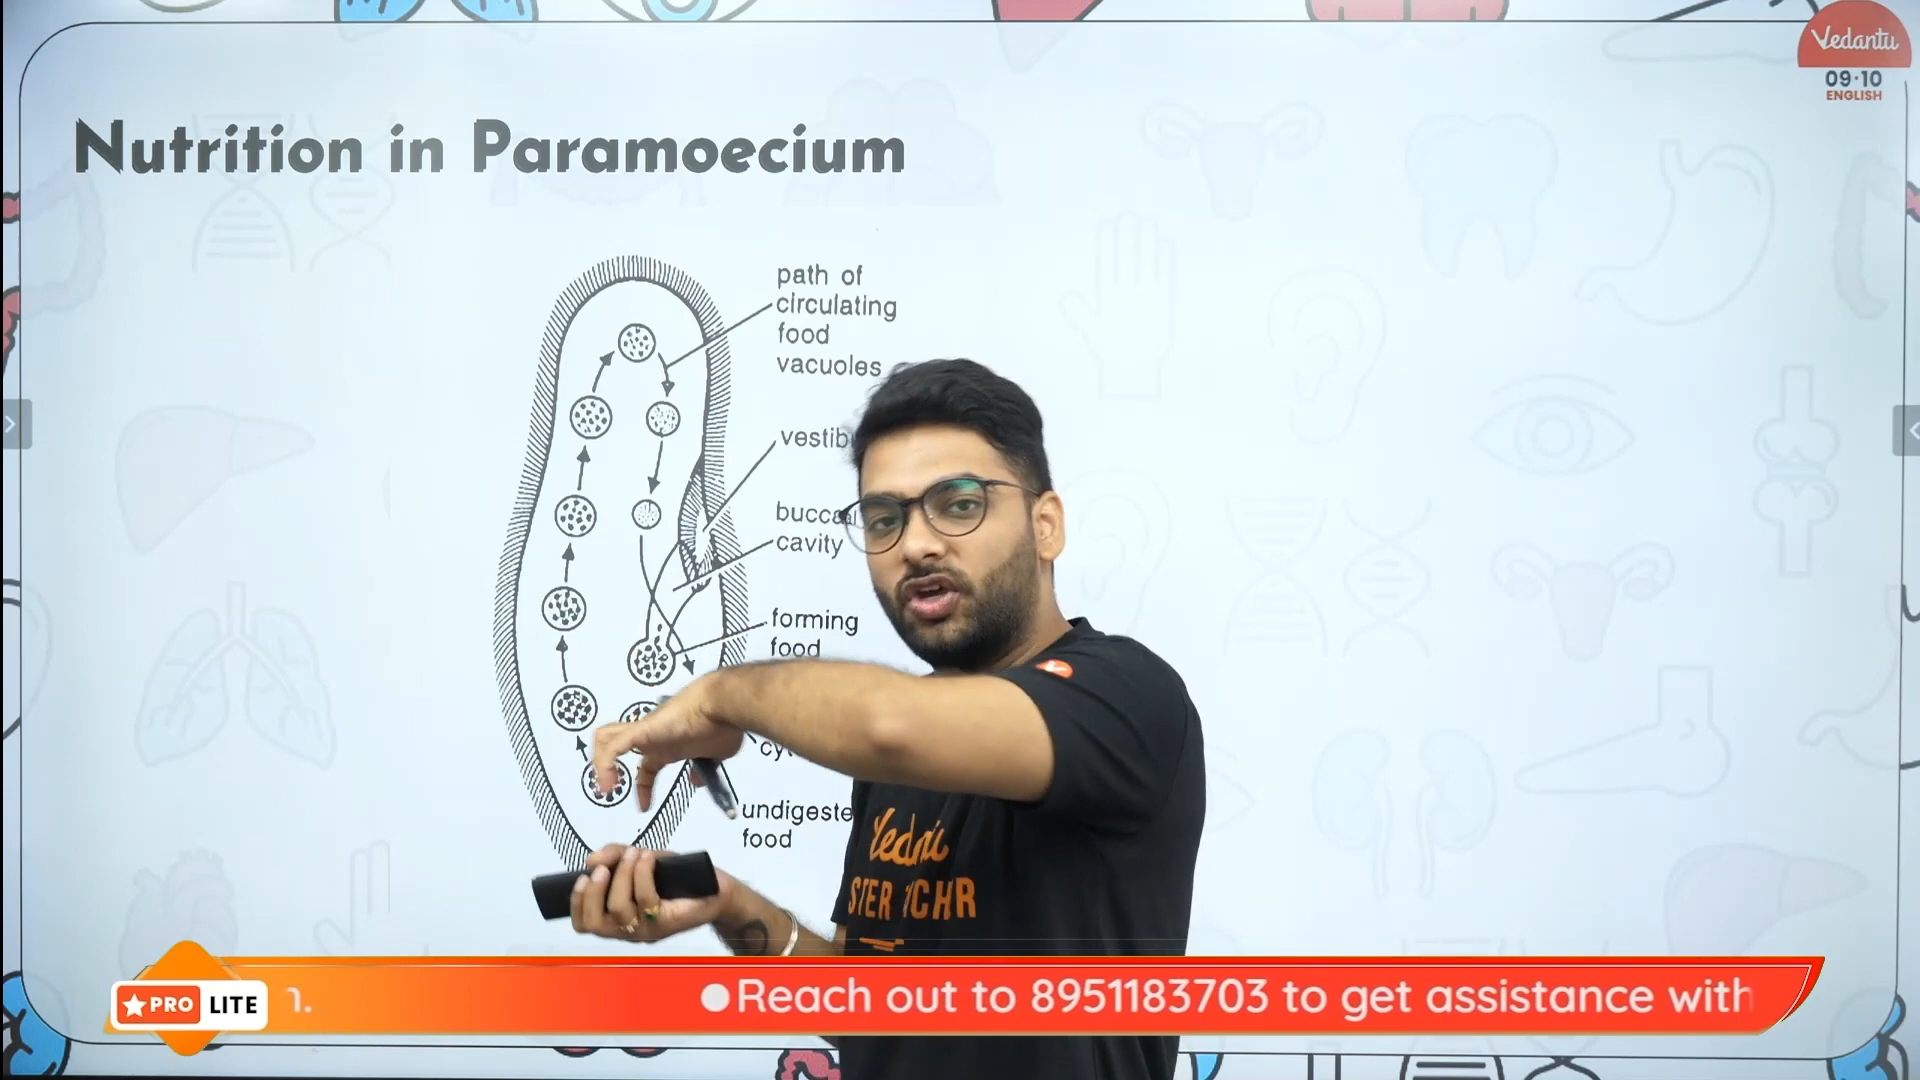 Vedantu
09·10
ENGLISH
Nutrition in Paramoecium
path of
circulating
food
vacuoles
buccal
cavity
forming
food
food
PRO LITE
Reach out to 8951183703 to get assistance with